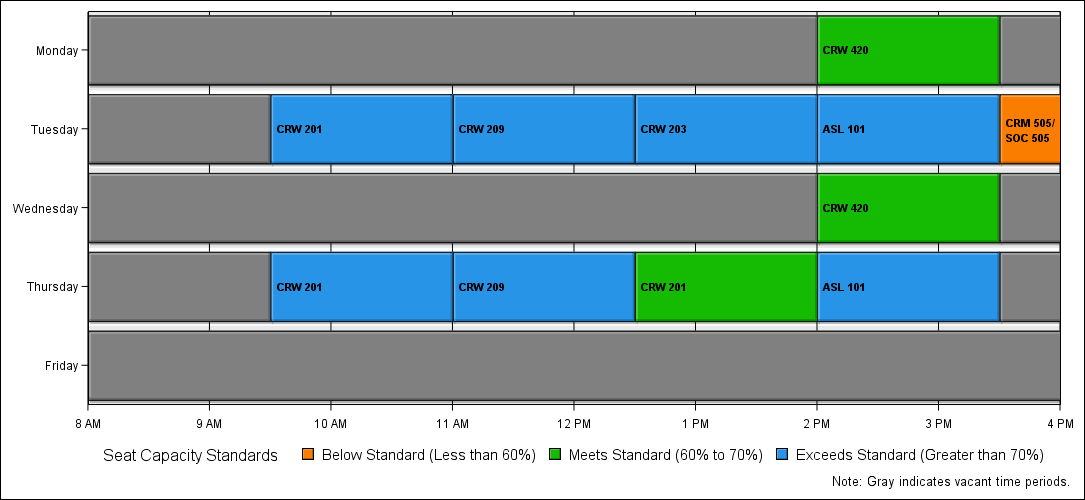 Monday
CRW 420
Tuesday
CRW 201
CRW 209
CRW 203
ASL 101
CRM 505/
SOC 505
Wednesday
CRW 420
Thursday
CRW 201
CRW 209
CRW 201
ASL 101
Friday
8 AM
9 AM
10 AM
11 AM
12 PM
1 PM
2 PM
3 PM
4 PM
Seat Capacity Standards
Below Standard (Less than 60%)
Meets Standard (60% to 70%)
Exceeds Standard (Greater than 70%)
Note: Gray indicates vacant time periods.